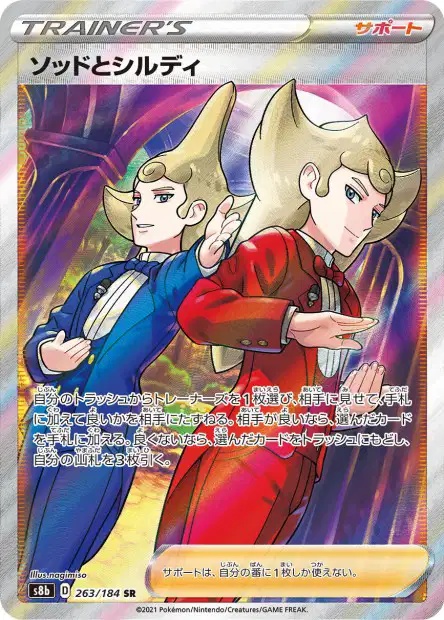 TRAINER'S
サポート
ソッドとシルディ
自分のトラッシュからトレーナーズを1枚選び、相手に見せて、手札
に加えて良いかを相手にたずねる。相手が良いなら、選んだカード
を手札に加える。良くないなら、選んだカードをトラッシュにもどし、
自分の山札を3枚引く。
Illus.nagimiso
サポートは、自分の番に1枚しか使えない。
s8b D 263/184 SR
©2021 Pokémon/Nintendo/Creatures/GAME FREAK.